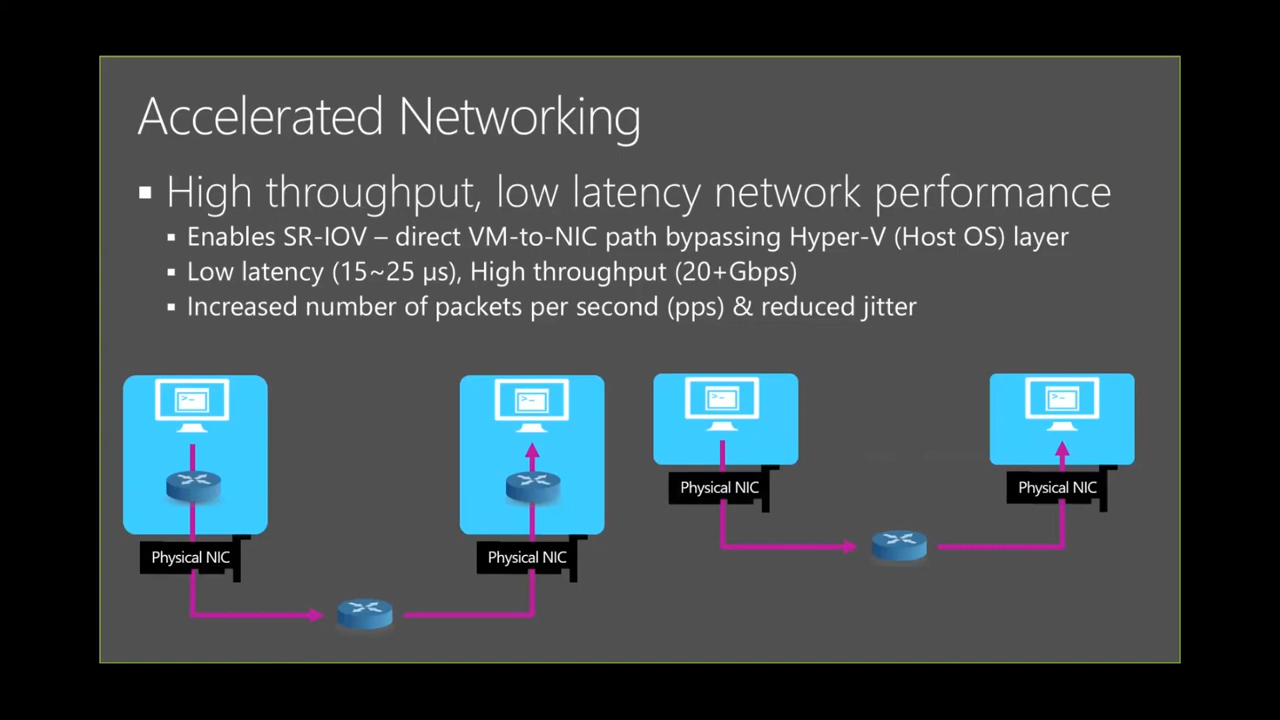 Accelerated Networking
▪ High throughput, low latency network performance
▪ Enables SR-IOV – direct VM-to-NIC path bypassing Hyper-V (Host OS) layer
▪ Low latency (15~25 µs), High throughput (20+Gbps)
▪ Increased number of packets per second (pps) & reduced jitter
>_
>_
>_
>_
Physical NIC
Physical NIC
Physical NIC
Physical NIC